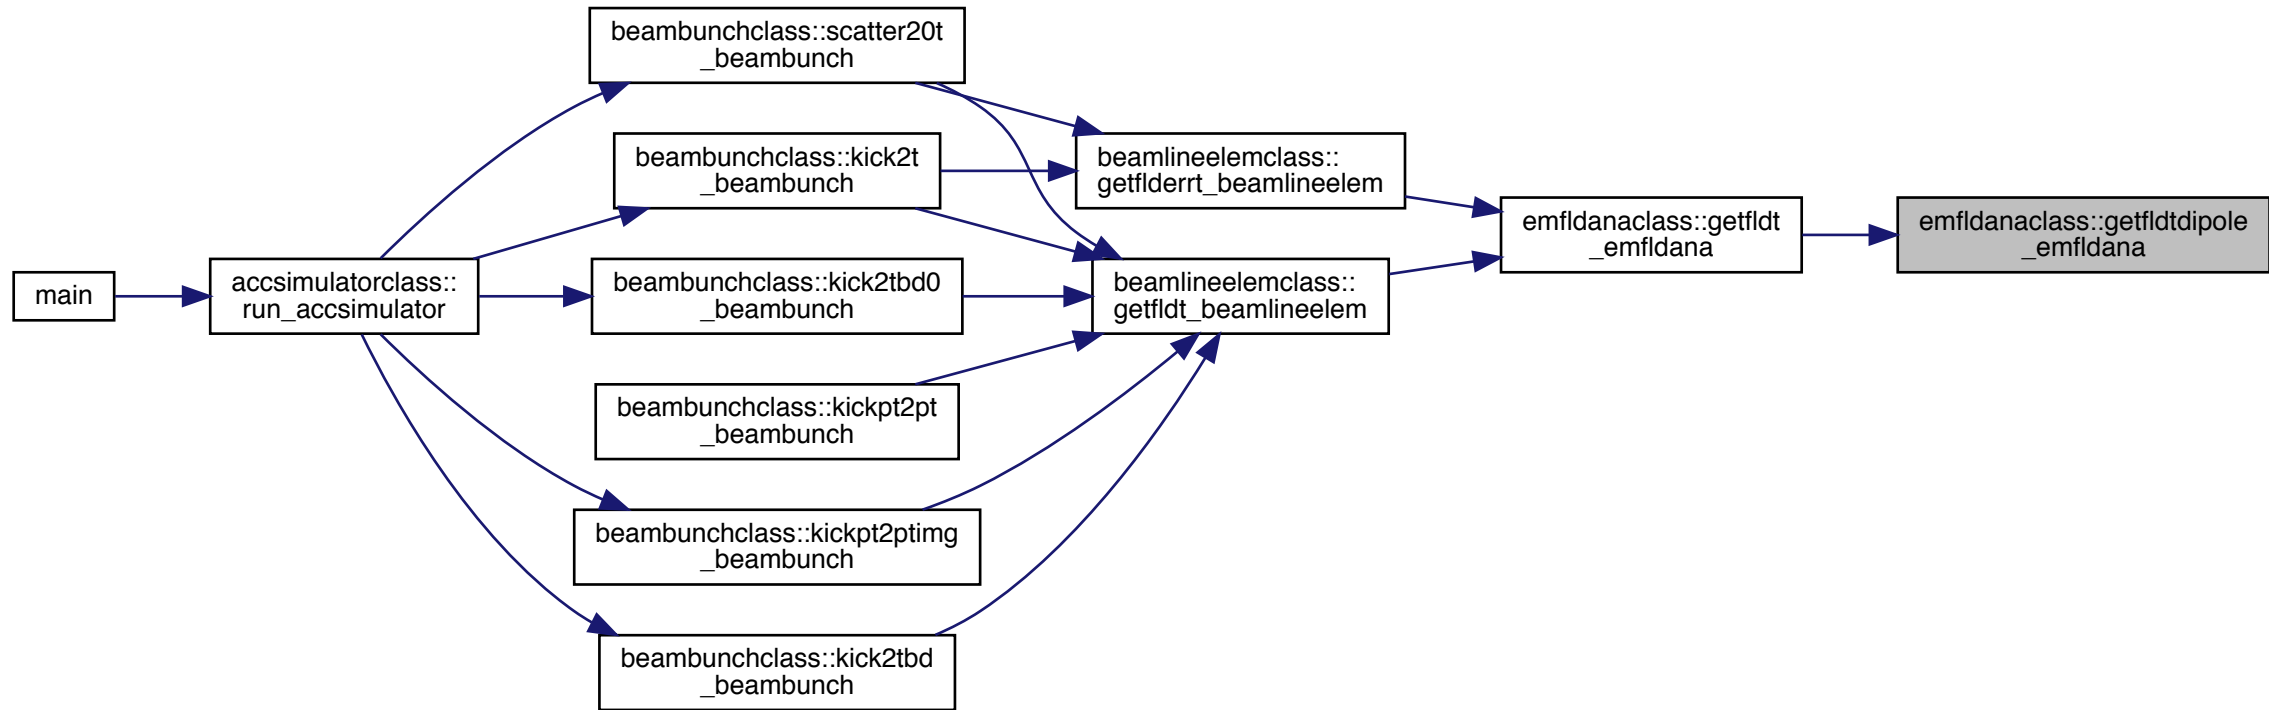 main
accsimulatorclass::
run_accsimulator
beambunchclass::scatter20t
_beambunch
beambunchclass::kick2t
_beambunch
beambunchclass::kick2tbd0
_beambunch
beambunchclass::kickpt2pt
_beambunch
beambunchclass::kickpt2ptimg
_beambunch
beambunchclass::kick2tbd
_beambunch
beamlineelemclass::
getflderrt_beamlineelem
beamlineelemclass::
getfldt_beamlineelem
emfldanaclass::getfldt
_emfldana
emfldanaclass::getfldtdipole
_emfldana